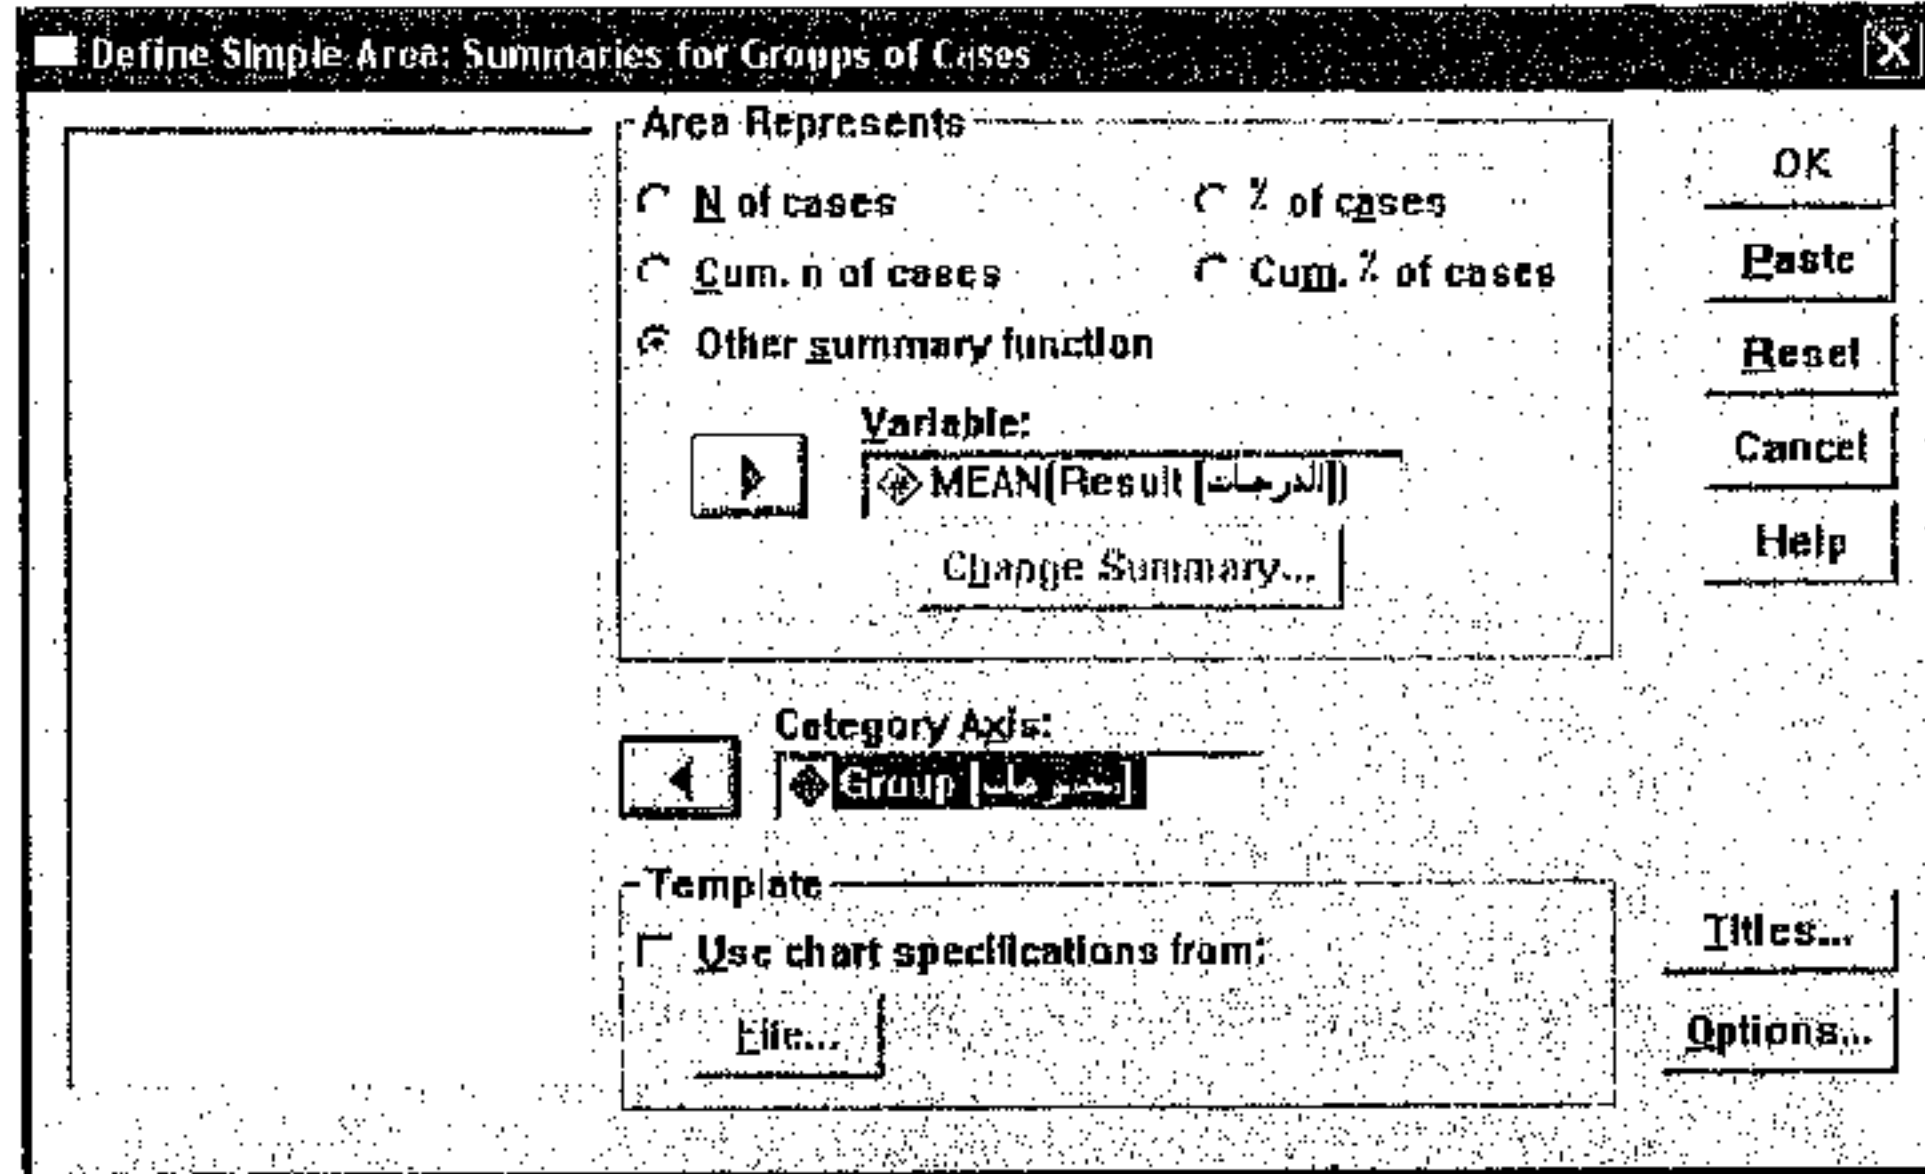 Define Simple Area: Summaries for Groups of Cases
Area Represents
N of cases
% of cases
Cum. n of cases
Cum. % of cases
Other summary function
Variable:
MEAN(Result [الدرجات])
Change Summary...
Category Axis:
Group
Template
Use chart specifications from:
File...
OK
Paste
Reset
Cancel
Help
Titles...
Options...